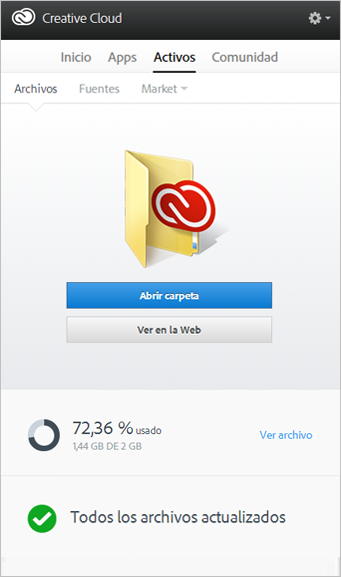 Creative Cloud
Inicio Apps Activos Comunidad
Archivos Fuentes Market
Abrir carpeta
Ver en la Web
72,36 % usado
1,44 GB DE 2 GB
Ver archivo
Todos los archivos actualizados